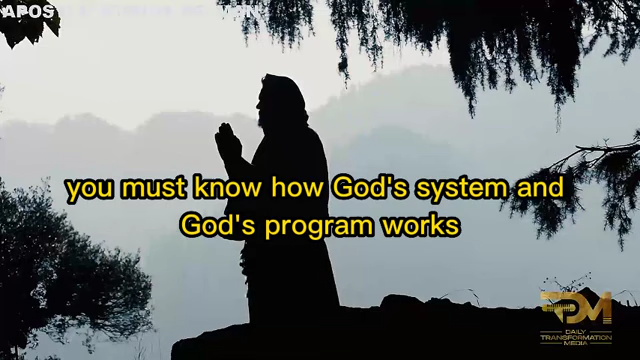 you must know how God's system and
God's program works
DAILY
TRANSFORMATION
MEDIA